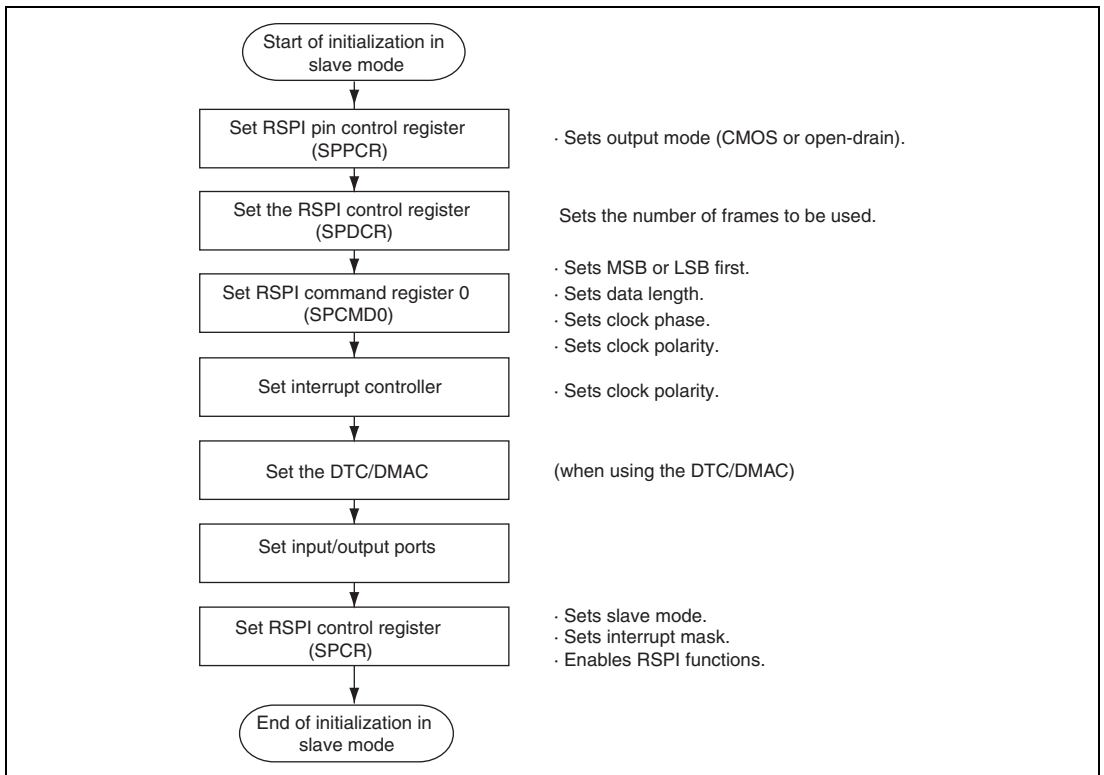 Start of initialization in
slave mode
Set RSPI pin control register
(SPPCR)
· Sets output mode (CMOS or open-drain).
Set the RSPI control register
(SPDCR)
Sets the number of frames to be used.
Set RSPI command register 0
(SPCMD0)
· Sets MSB or LSB first.
· Sets data length.
· Sets clock phase.
· Sets clock polarity.
Set interrupt controller
· Sets clock polarity.
Set the DTC/DMAC
(when using the DTC/DMAC)
Set input/output ports
Set RSPI control register
(SPCR)
· Sets slave mode.
· Sets interrupt mask.
· Enables RSPI functions.
End of initialization in
slave mode